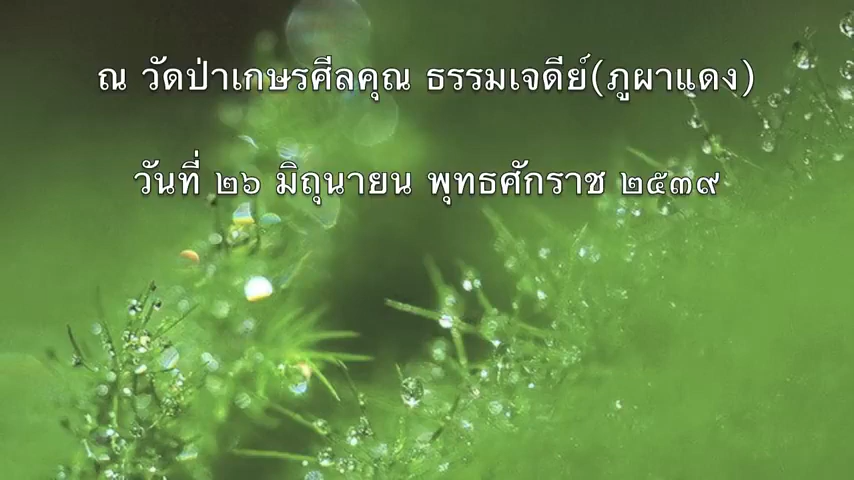 ณ วัดป่าเกษรศีลคุณ ธรรมเจดีย์(ภูผาแดง)
วันที่ ๒๖ มิถุนายน พุทธศักราช ๒๕๓๙